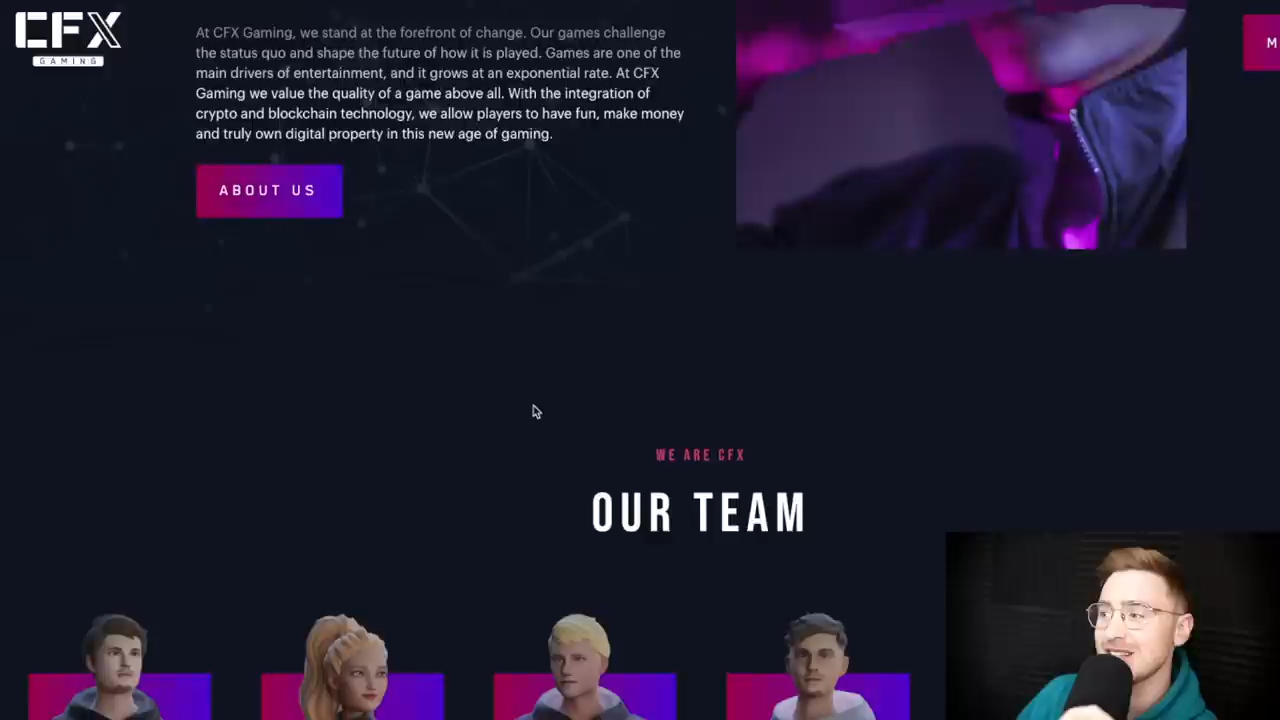 CFX
GAMING
At CFX Gaming, we stand at the forefront of change. Our games challenge
the status quo and shape the future of how it is played. Games are one of the
main drivers of entertainment, and it grows at an exponential rate. At CFX
Gaming we value the quality of a game above all. With the integration of
crypto and blockchain technology, we allow players to have fun, make money
and truly own digital property in this new age of gaming.
M
ABOUT US
WE ARE CFX
OUR TEAM